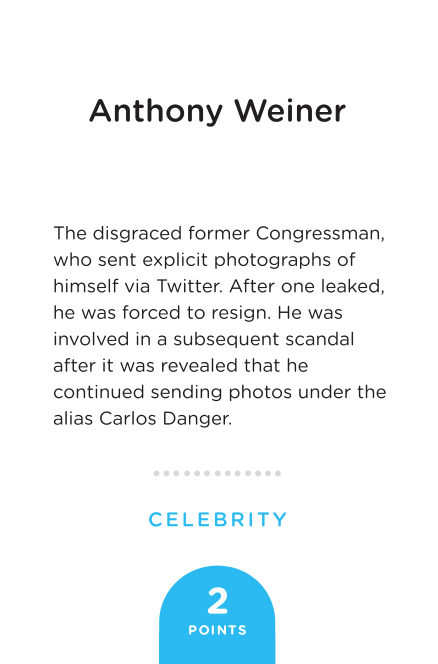 Anthony Weiner
The disgraced former Congressman,
who sent explicit photographs of
himself via Twitter. After one leaked,
he was forced to resign. He was
involved in a subsequent scandal
after it was revealed that he
continued sending photos under the
alias Carlos Danger.
CELEBRITY
2
POINTS